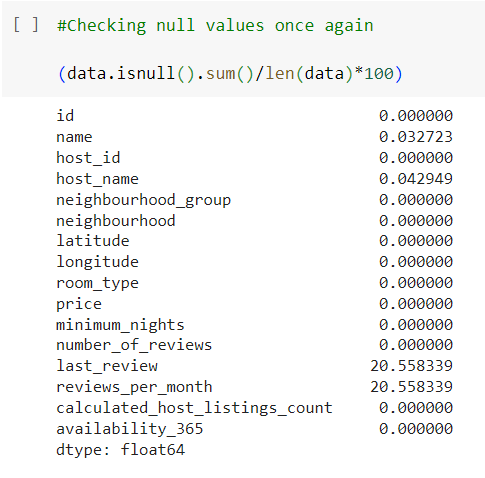 [ ] #Checking null values once again
(data.isnull().sum()/len(data)*100)
id 0.000000
name 0.032723
host_id 0.000000
host_name 0.042949
neighbourhood_group 0.000000
neighbourhood 0.000000
latitude 0.000000
longitude 0.000000
room_type 0.000000
price 0.000000
minimum_nights 0.000000
number_of_reviews 0.000000
last_review 20.558339
reviews_per_month 20.558339
calculated_host_listings_count 0.000000
availability_365 0.000000
dtype: float64